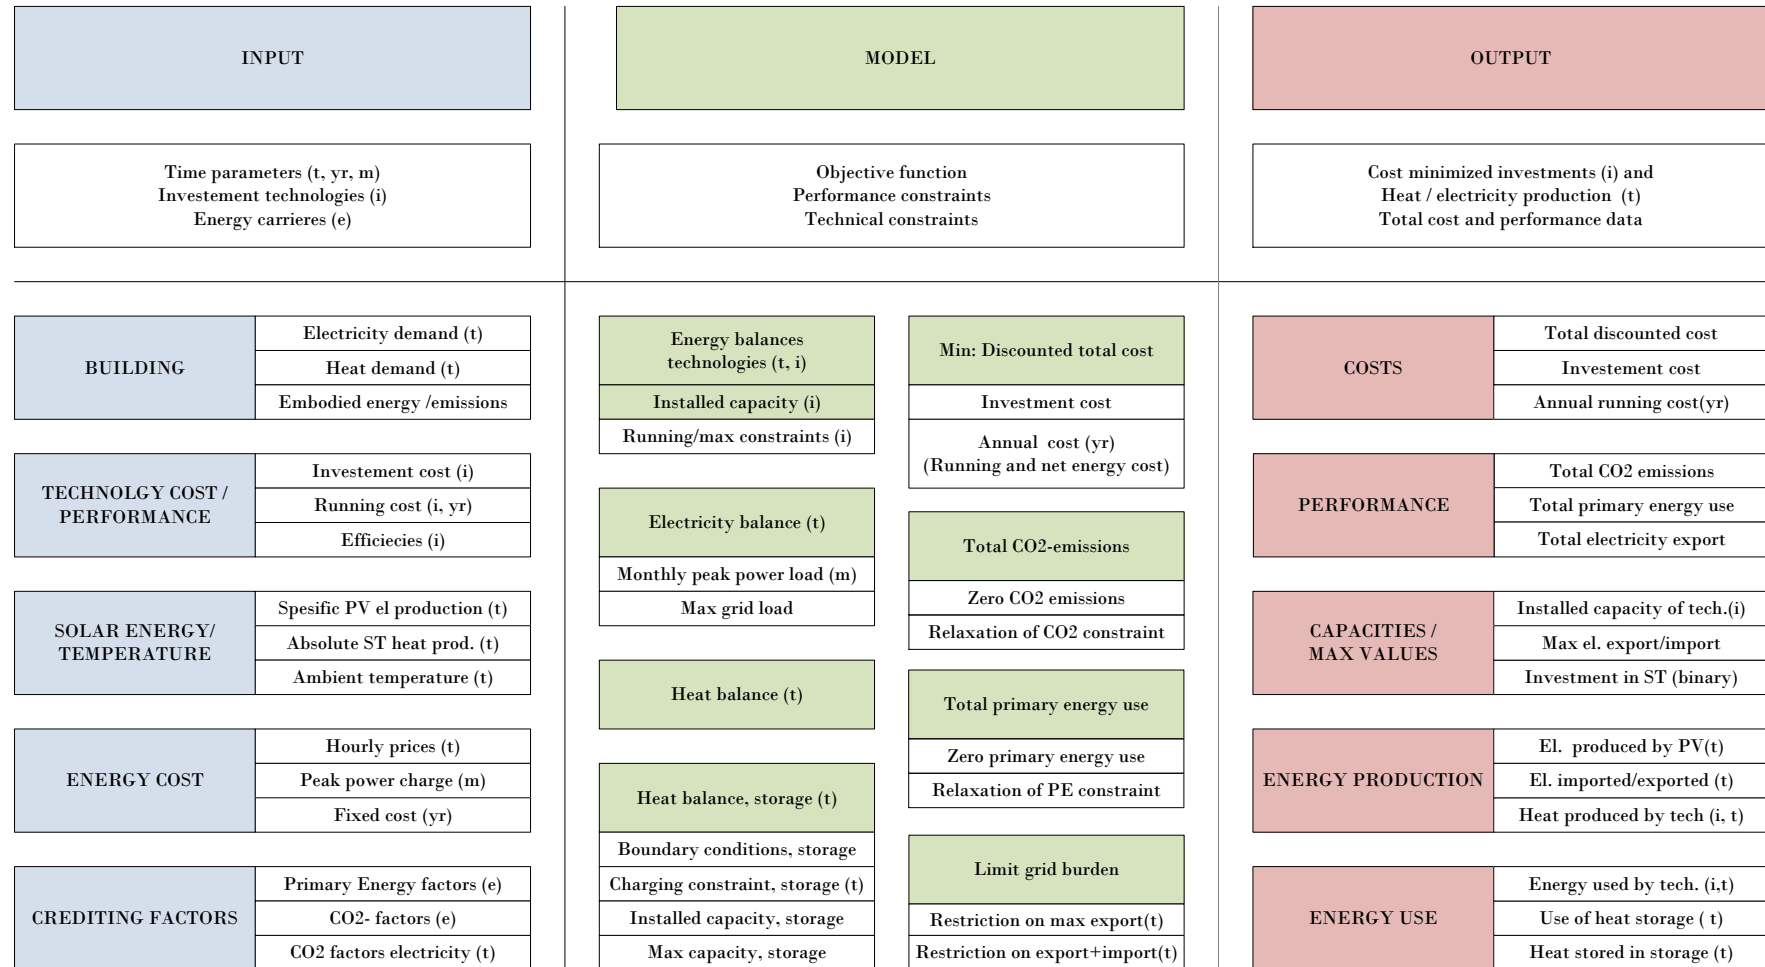 INPUT
MODEL
OUTPUT
Time parameters (t, yr, m)
Investement technologies (i)
Energy carrieres (e)
Objective function
Performance constraints
Technical constraints
Cost minimized investments (i) and
Heat / electricity production (t)
Total cost and performance data
BUILDING
Electricity demand (t)
Heat demand (t)
Embodied energy /emissions
TECHNOLGY COST /
PERFORMANCE
Investement cost (i)
Running cost (i, yr)
Efficiecies (i)
SOLAR ENERGY/
TEMPERATURE
Spesific PV el production (t)
Absolute ST heat prod. (t)
Ambient temperature (t)
ENERGY COST
Hourly prices (t)
Peak power charge (m)
Fixed cost (yr)
CREDITING FACTORS
Primary Energy factors (e)
CO2- factors (e)
CO2 factors electricity (t)
Energy balances
technologies (t, i)
Installed capacity (i)
Running/max constraints (i)
Electricity balance (t)
Monthly peak power load (m)
Max grid load
Heat balance (t)
Heat balance, storage (t)
Boundary conditions, storage
Charging constraint, storage (t)
Installed capacity, storage
Max capacity, storage
Min: Discounted total cost
Investment cost
Annual cost (yr)
(Running and net energy cost)
Total CO2-emissions
Zero CO2 emissions
Relaxation of CO2 constraint
Total primary energy use
Zero primary energy use
Relaxation of PE constraint
Limit grid burden
Restriction on max export(t)
Restriction on export+import(t)
COSTS
Total discounted cost
Investement cost
Annual running cost(yr)
PERFORMANCE
Total CO2 emissions
Total primary energy use
Total electricity export
CAPACITIES /
MAX VALUES
Installed capacity of tech.(i)
Max el. export/import
Investment in ST (binary)
ENERGY PRODUCTION
El. produced by PV(t)
El. imported/exported (t)
Heat produced by tech (i, t)
ENERGY USE
Energy used by tech. (i,t)
Use of heat storage ( t)
Heat stored in storage (t)